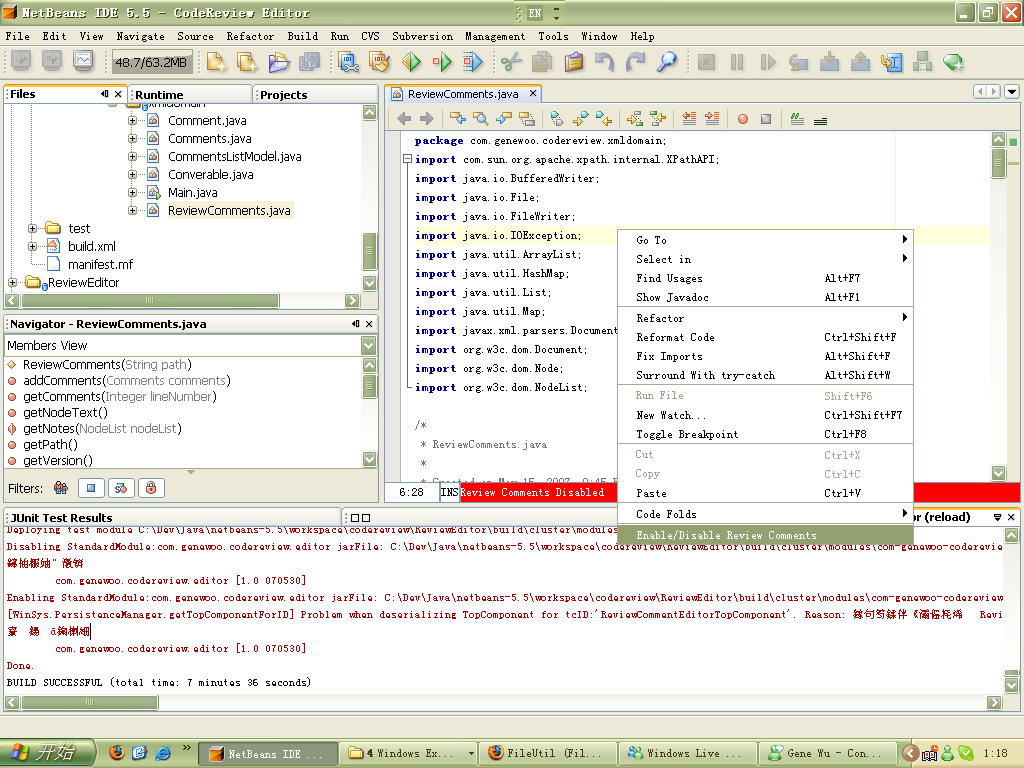 NetBeans IDE 5.5 - CodeReview Editor
EN
File Edit View Navigate Source Refactor Build Run CVS Subversion Management Tools Window Help
48.7/63.2MB
Files
Runtime
Projects
xmldomain
Comment.java
Comments.java
CommentsListModel.java
Converable.java
Main.java
ReviewComments.java
test
build.xml
manifest.mf
ReviewEditor
Navigator - ReviewComments.java
Members View
ReviewComments(String path)
addComments(Comments comments)
getComments(Integer lineNumber)
getNodeText()
getNotes(NodeList nodeList)
getPath()
getVersion()
Filters:
ReviewComments.java
package com.genewoo.codereview.xmldomain;
import com.sun.org.apache.xpath.internal.XPathAPI;
import java.io.BufferedWriter;
import java.io.File;
import java.io.FileWriter;
import java.io.IOException;
import java.util.ArrayList;
import java.util.HashMap;
import java.util.List;
import java.util.Map;
import javax.xml.parsers.Document
import org.w3c.dom.Document;
import org.w3c.dom.Node;
import org.w3c.dom.NodeList;
/*
* ReviewComments.java
*
6:28 INS Review Comments Disabled
Go To
Select in
Find Usages Alt+F7
Show Javadoc Alt+F1
Refactor
Reformat Code Ctrl+Shift+F
Fix Imports Alt+Shift+F
Surround With try-catch Alt+Shift+W
Run File Shift+F6
New Watch... Ctrl+Shift+F7
Toggle Breakpoint Ctrl+F8
Cut Ctrl+X
Copy Ctrl+C
Paste Ctrl+V
Code Folds
Enable/Disable Review Comments
JUnit Test Results
or (reload)
Deploying test module C:\Dev\Java\netbeans-5.5\workspace\codereview\ReviewEditor\build\cluster\modules
Disabling StandardModule:com.genewoo.codereview.editor jarFile: C:\Dev\Java\netbeans-5.5\workspace\codereview\ReviewEditor\build\cluster\modules\com-genewoo-codereview
com.genewoo.codereview.editor [1.0 070530]
Enabling StandardModule:com.genewoo.codereview.editor jarFile: C:\Dev\Java\netbeans-5.5\workspace\codereview\ReviewEditor\build\cluster\modules\com-genewoo-codereview
[WinSys.PersistenceManager.getTopComponentForID] Problem when deserializing TopComponent for tcID:'ReviewCommentEditorTopComponent'. Reason: Revi
com.genewoo.codereview.editor [1.0 070530]
Done.
BUILD SUCCESSFUL (total time: 7 minutes 36 seconds)
开始
NetBeans IDE ...
4 Windows Ex...
FileUtil (Fil...
Windows Live ...
Gene Wu - Con...
1:18